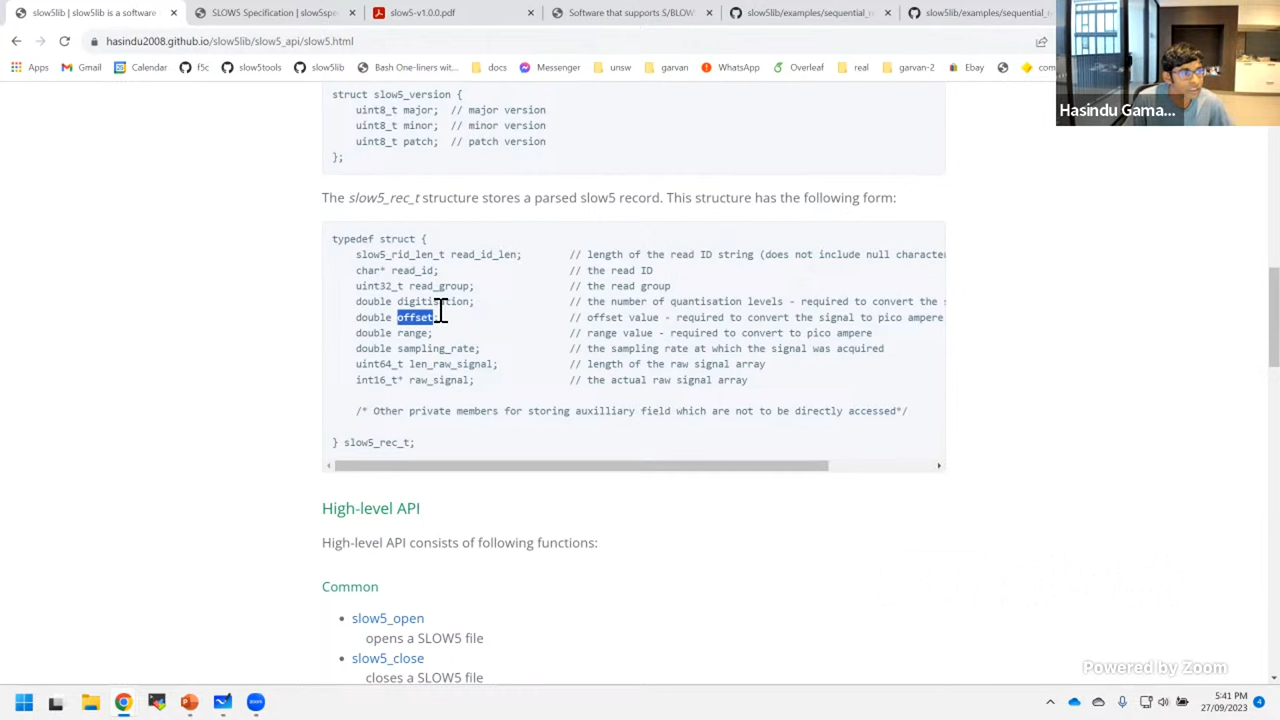 slow5lib | slow5lib is a software
SLOW5 Specification | slow5spe
slow5-v1.0.0.pdf
Software that supports S/BLOW
slow5lib/examples/sequential_r
slow5lib/examples/sequential_r
hasindu2008.github.io/slow5lib/slow5_api/slow5.html
Apps
Gmail
Calendar
f5c
slow5tools
slow5lib
Bash One-liners wit...
docs
Messenger
unsw
garvan
WhatsApp
Overleaf
real
garvan-2
Ebay
Hasindu Gama...
struct slow5_version {
uint8_t major; // major version
uint8_t minor; // minor version
uint8_t patch; // patch version
};
The slow5_rec_t structure stores a parsed slow5 record. This structure has the following form:
typedef struct {
slow5_rid_len_t read_id_len; // length of the read ID string (does not include null character
char* read_id; // the read ID
uint32_t read_group; // the read group
double digitisation; // the number of quantisation levels - required to convert the s
double offset; // offset value - required to convert the signal to pico ampere
double range; // range value - required to convert to pico ampere
double sampling_rate; // the sampling rate at which the signal was acquired
uint64_t len_raw_signal; // length of the raw signal array
int16_t* raw_signal; // the actual raw signal array
/* Other private members for storing auxilliary field which are not to be directly accessed*/
} slow5_rec_t;
High-level API
High-level API consists of following functions:
Common
• slow5_open
opens a SLOW5 file
• slow5_close
closes a SLOW5 file
Powered by Zoom
zoom
5:41 PM
27/09/2023
4